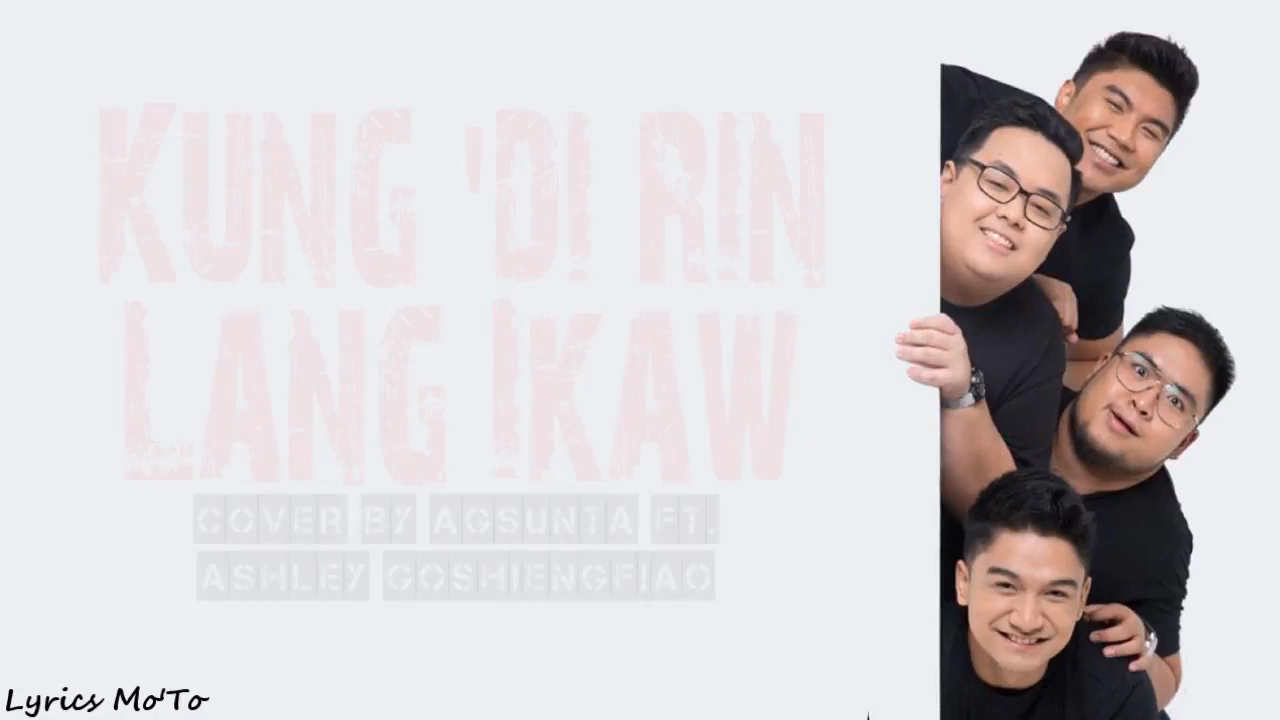 KUNG 'DI RIN
LANG IKAW
COVER BY AGSUNTA FT.
ASHLEY GOSHIENGFIAO
Lyrics Mo'To